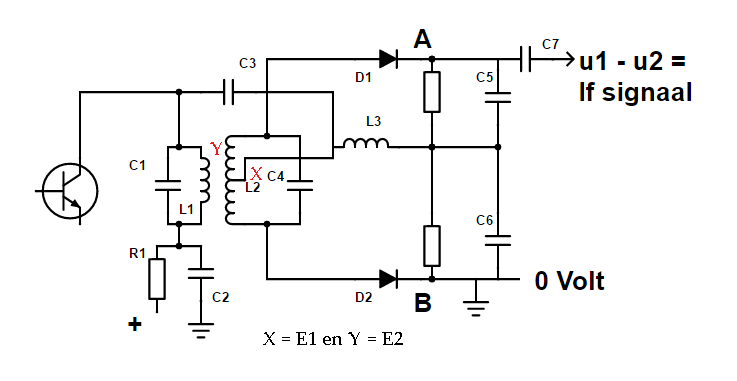 A
C7
C3
u1 - u2 =
D1
C5
lf signaal
L3
Y
C1
X
C4
L2
L1
C6
R1
0 Volt
C2
D2
B
+
X = E1 en Y = E2